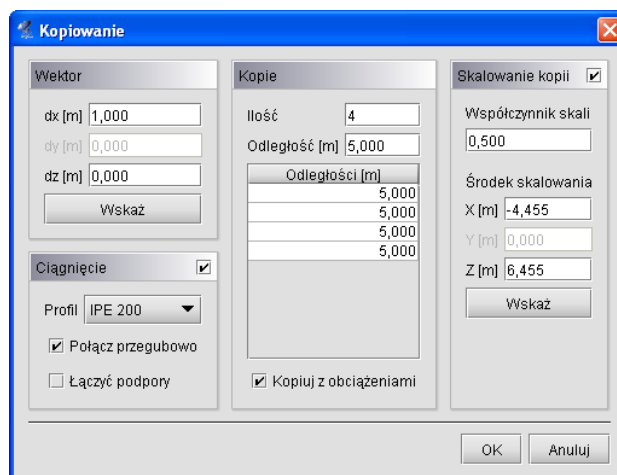 Kopiowanie
Wektor
dx [m] 1,000
dy [m] 0,000
dz [m] 0,000
Wskaż
Ciągnięcie
Profil IPE 200
Połącz przegubowo
Łączyć podpory
Kopie
Ilość 4
Odległość [m] 5,000
Odległości [m]
5,000
5,000
5,000
5,000
Kopiuj z obciążeniami
Skalowanie kopii
Współczynnik skali
0,500
Środek skalowania
X [m] -4,455
Y [m] 0,000
Z [m] 6,455
Wskaż
OK Anuluj